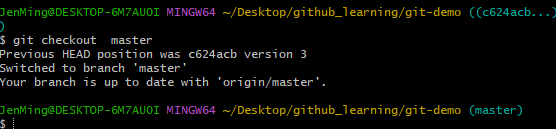 JenMing@DESKTOP-6M7AUOI MINGW64 ~/Desktop/github_learning/git-demo ((c624acb...)
)
$ git checkout  master
Previous HEAD position was c624acb version 3
Switched to branch 'master'
Your branch is up to date with 'origin/master'.
JenMing@DESKTOP-6M7AUOI MINGW64 ~/Desktop/github_learning/git-demo (master)
$